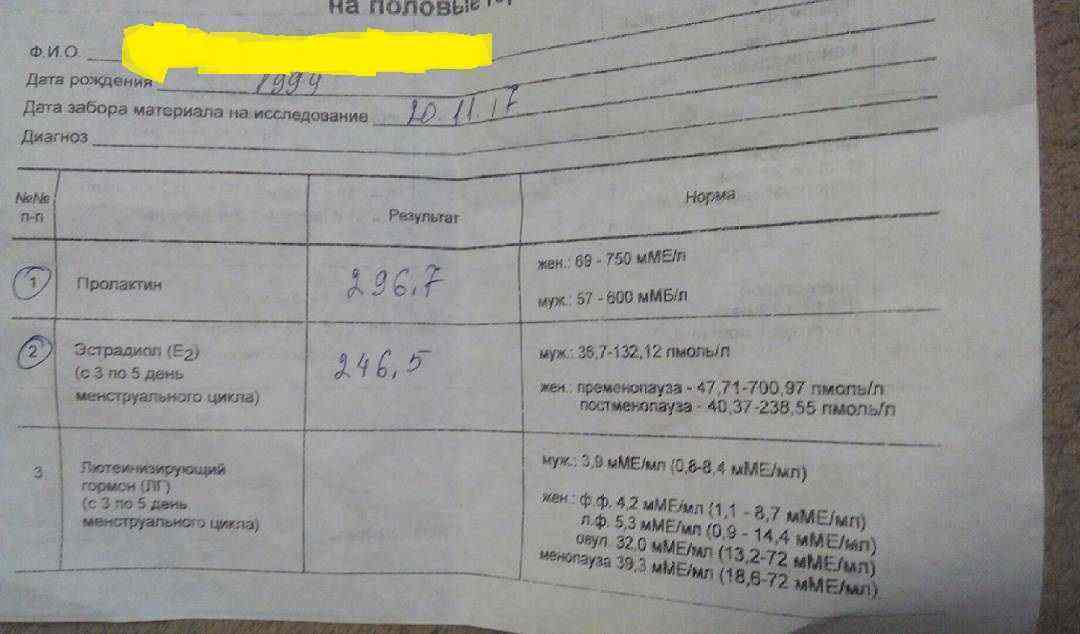 на половые
Ф.И.О.
Дата рождения 1994
Дата забора материала на исследование 20.11.17
Диагноз
№№ п-п Результат Норма
1 Пролактин 296,7 жен.: 69 - 750 мМЕ/л
муж.: 57 - 600 мМЕ/л
2 Эстрадиол (Е2) (с 3 по 5 день менструального цикла) 246,5 муж.: 36,7-132,12 пмоль/л
жен.: пременопауза - 47,71-700,97 пмоль/л
постменопауза - 40,37-238,55 пмоль/л
3 Лютеинизирующий гормон (ЛГ) (с 3 по 5 день менструального цикла) муж.: 3,9 мМЕ/мл (0,8-8,4 мМЕ/мл)
жен.: ф.ф. 4,2 мМЕ/мл (1,1 - 8,7 мМЕ/мл)
л.ф. 5,3 мМЕ/мл (0,9 - 14,4 мМЕ/мл)
овул. 32,0 мМЕ/мл (13,2-72 мМЕ/мл)
менопауза 39,3 мМЕ/мл (18,6-72 мМЕ/мл)